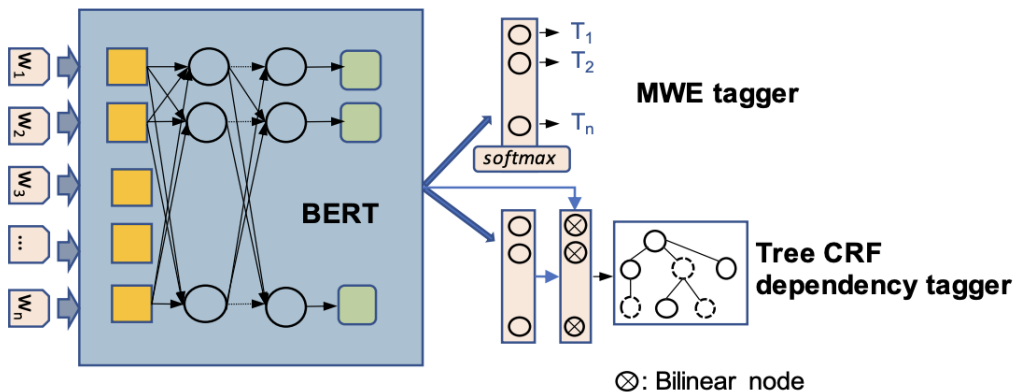 W1
W2
W3
...
Wn
BERT
T1
T2
Tn
softmax
MWE tagger
Tree CRF
dependency tagger
⊗: Bilinear node